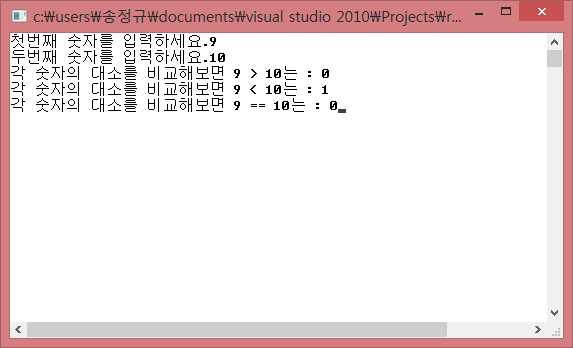 c:₩users₩송정규₩documents₩visual studio 2010₩Projects₩r...
첫번째 숫자를 입력하세요.9
두번째 숫자를 입력하세요.10
각 숫자의 대소를 비교해보면 9 > 10는 : 0
각 숫자의 대소를 비교해보면 9 < 10는 : 1
각 숫자의 대소를 비교해보면 9 == 10는 : 0